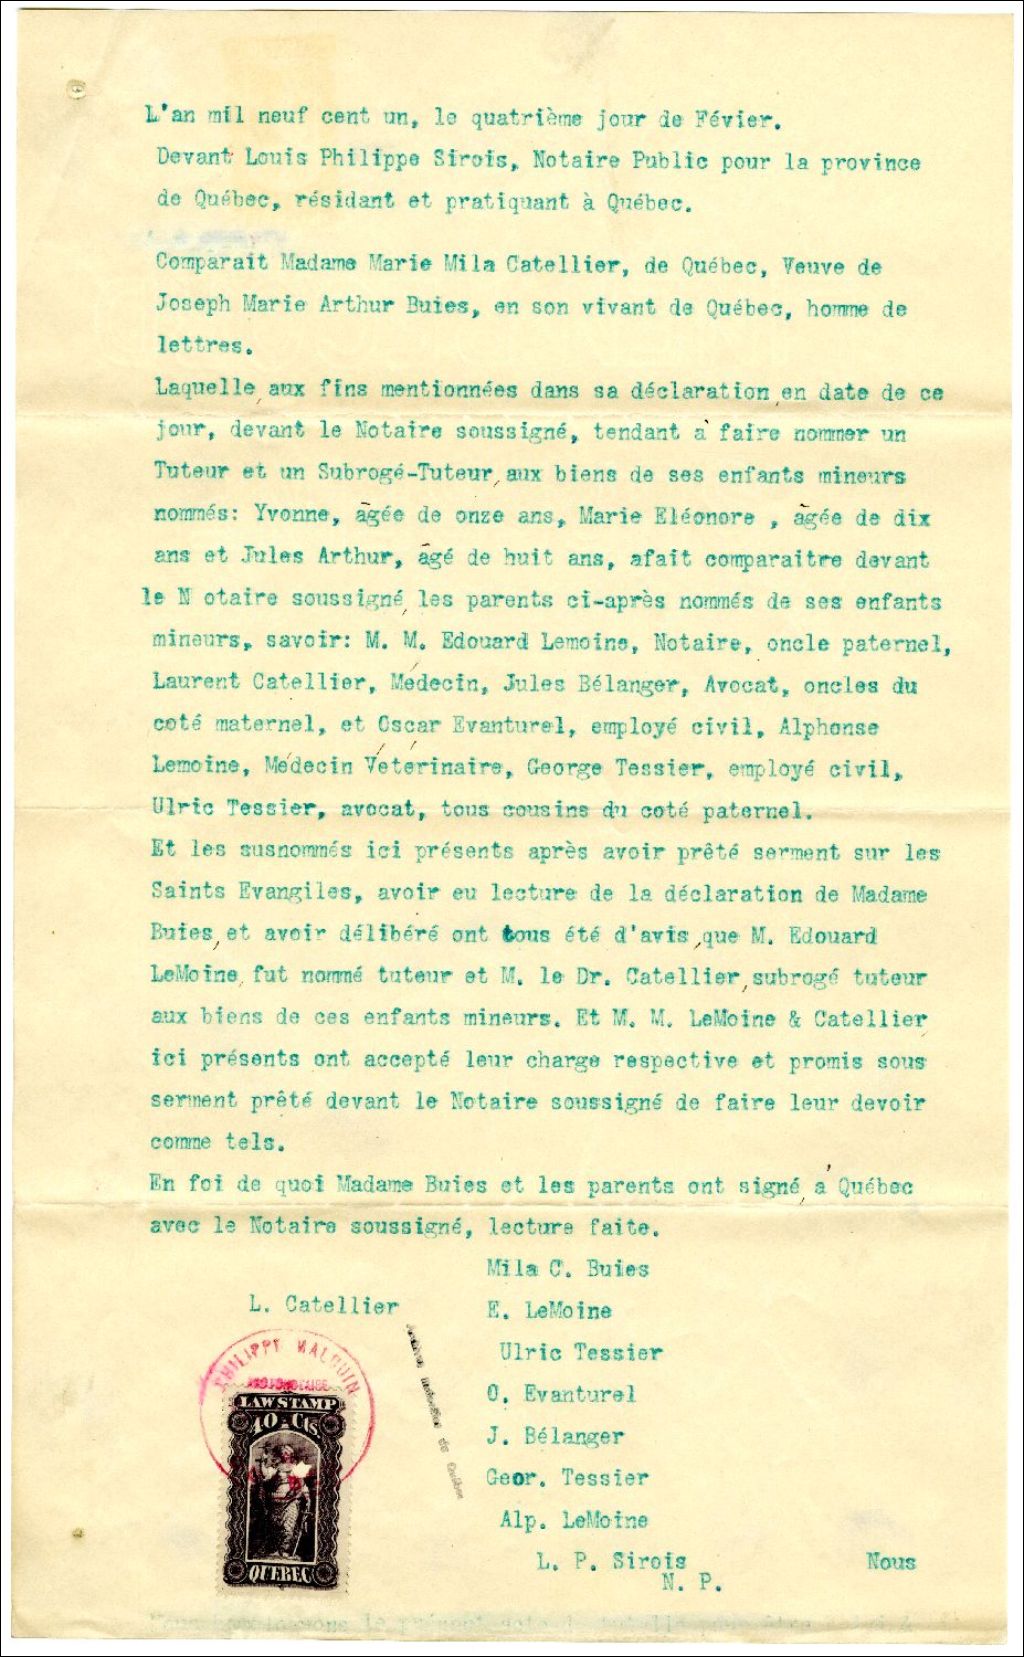 L'an mil neuf cent un, le quatrième jour de Févier.
Devant Louis Philippe Sirois, Notaire Public pour la province
de Québec, résidant et pratiquant à Québec.
Comparait Madame Marie Mila Catellier, de Québec, Veuve de
Joseph Marie Arthur Buies, en son vivant de Québec, homme de
lettres.
Laquelle, aux fins mentionnées dans sa déclaration, en date de ce
jour, devant le Notaire soussigné, tendant à faire nommer un
Tuteur et un Subrogé-Tuteur, aux biens de ses enfants mineurs
nommés: Yvonne, âgée de onze ans, Marie Eléonore , âgée de dix
ans et Jules Arthur, âgé de huit ans, afait comparaitre devant
le N otaire soussigné, les parents ci-après nommés de ses enfants
mineurs, savoir: M. M. Edouard Lemoine, Notaire, oncle paternel,
Laurent Catellier, Médecin, Jules Bélanger, Avocat, oncles du
coté maternel, et Oscar Evanturel, employé civil, Alphonse
Lemoine, Médecin Vétérinaire, George Tessier, employé civil,
Ulric Tessier, avocat, tous cousins du coté paternel.
Et les susnommés ici présents après avoir prêté serment sur les
Saints Evangiles, avoir eu lecture de la déclaration de Madame
Buies, et avoir délibéré ont tous été d'avis, que M. Edouard
LeMoine, fut nommé tuteur et M. le Dr. Catellier, subrogé tuteur
aux biens de ces enfants mineurs. Et M. M. LeMoine & Catellier
ici présents ont accepté leur charge respective et promis sous
serment prêté devant le Notaire soussigné de faire leur devoir
comme tels.
En foi de quoi Madame Buies et les parents ont signé, à Québec
avec le Notaire soussigné, lecture faite.
Mila C. Buies
L. Catellier
E. LeMoine
Ulric Tessier
O. Evanturel
J. Bélanger
Geor. Tessier
Alp. LeMoine
L. P. Sirois
Nous
N. P.
PHILIPPE MALOUIN
LAW STAMP
40 Cts.
QUEBEC
de Québec